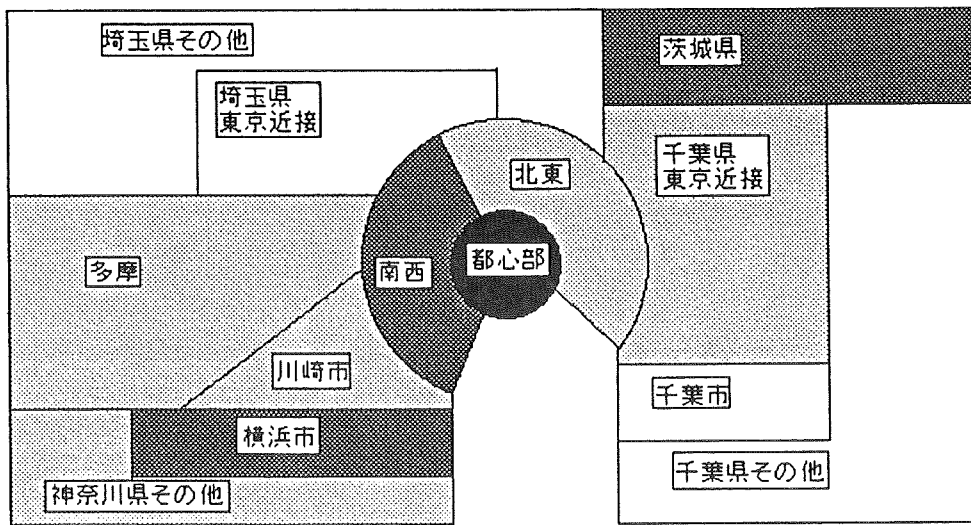 埼玉県その他
茨城県
埼玉県
東京近接
千葉県
東京近接
北東
都心部
南西
多摩
川崎市
千葉市
横浜市
千葉県その他
神奈川県その他